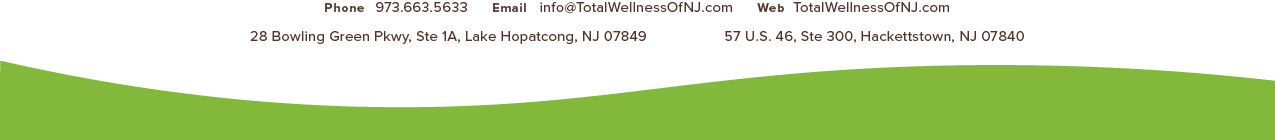 Phone 973.663.5633 Email info@TotalWellnessOfNJ.com Web TotalWellnessOfNJ.com
28 Bowling Green Pkwy, Ste 1A, Lake Hopatcong, NJ 07849 57 U.S. 46, Ste 300, Hackettstown, NJ 07840